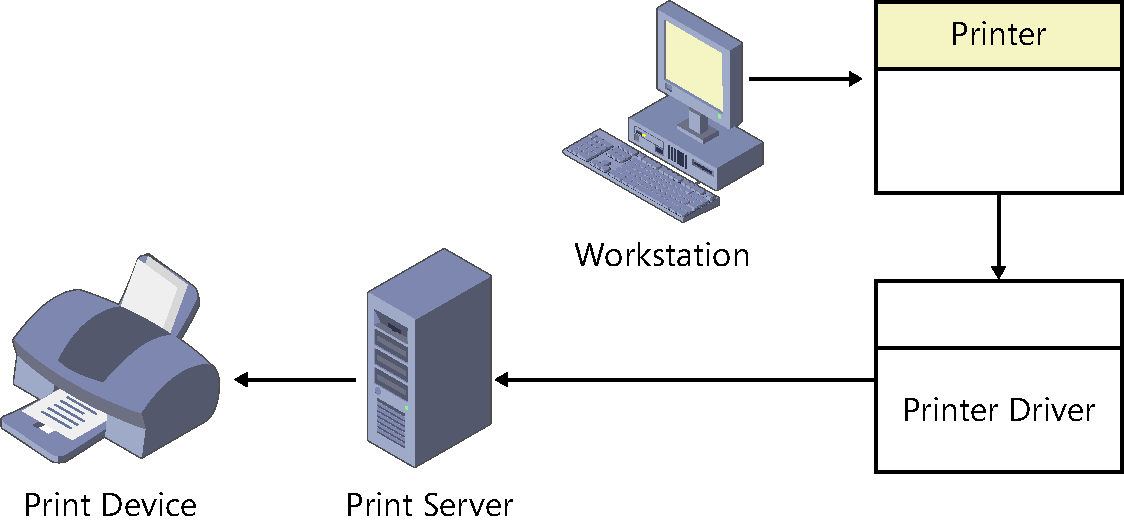 Printer
Workstation
Printer Driver
Print Device
Print Server